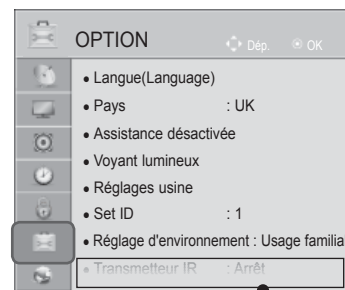 OPTION
Dép. OK
• Langue(Language)
• Pays : UK
• Assistance désactivée
• Voyant lumineux
• Réglages usine
• Set ID : 1
• Réglage d'environnement : Usage familia
• Transmetteur IR : Arrêt